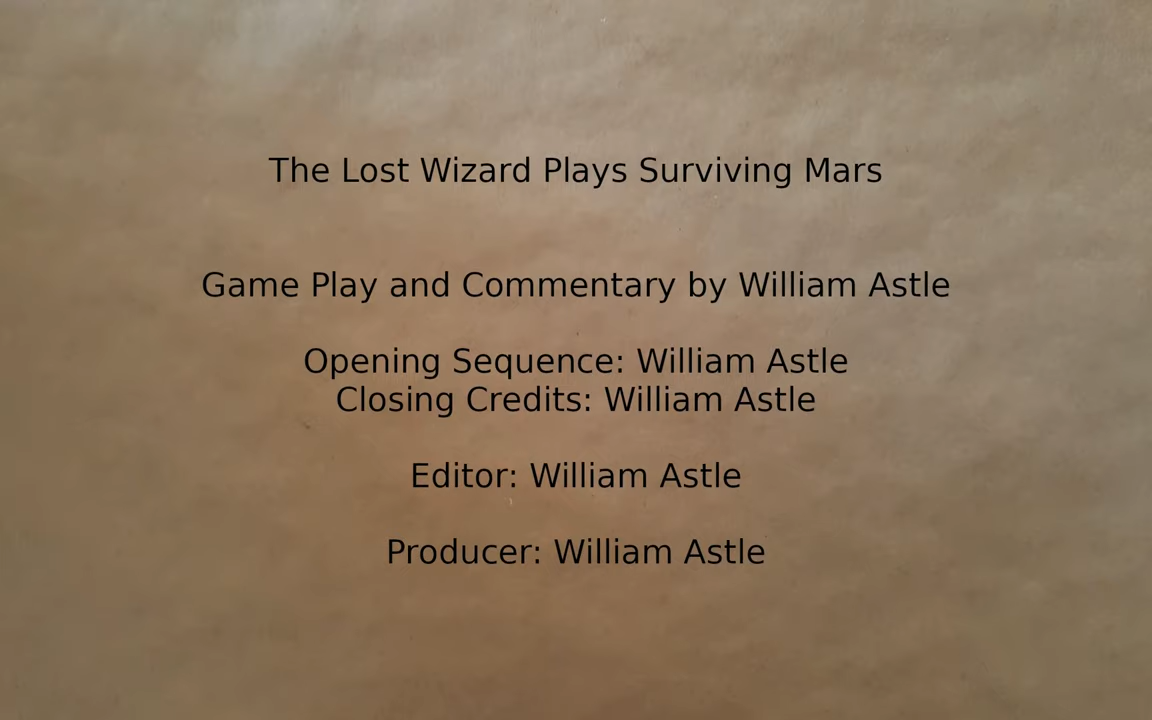 The Lost Wizard Plays Surviving Mars
Game Play and Commentary by William Astle
Opening Sequence: William Astle
Closing Credits: William Astle
Editor: William Astle
Producer: William Astle